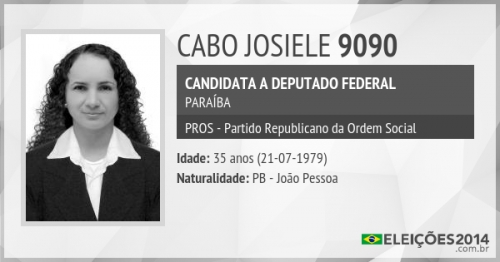 CABO JOSIELE 9090
CANDIDATA A DEPUTADO FEDERAL
PARAÍBA
PROS - Partido Republicano da Ordem Social
Idade: 35 anos (21-07-1979)
Naturalidade: PB - João Pessoa
ELEIÇÕES2014
.com.br